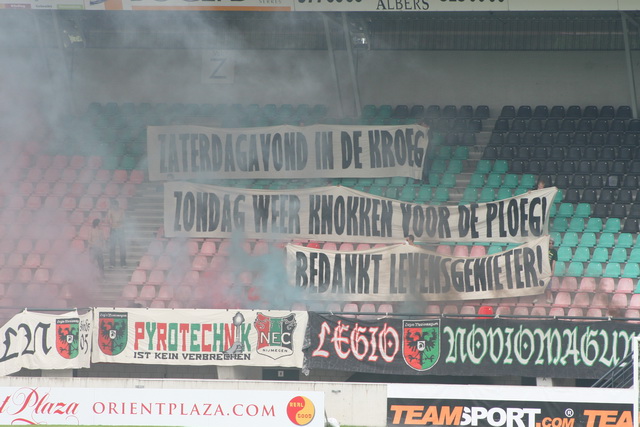 ALBERS
Z
ZATERDAGAVOND IN DE KROEG
ZONDAG WEER KNOKKEN VOOR DE PLOEG!
BEDANKT LEVENSGENIETER!
PYROTECHNIK
IST KEIN VERBRECHEN
NEC
NIJMEGEN
LEGIO
NOVIOMAGUM
Plaza ORIENTPLAZA.COM
TEAMSPORT.COM
TEA